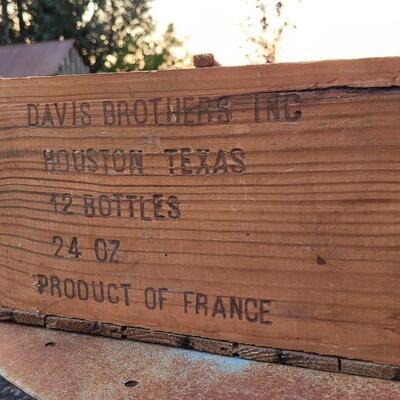 DAVIS BROTHERS INC
HOUSTON TEXAS
12 BOTTLES
24 OZ
PRODUCT OF FRANCE